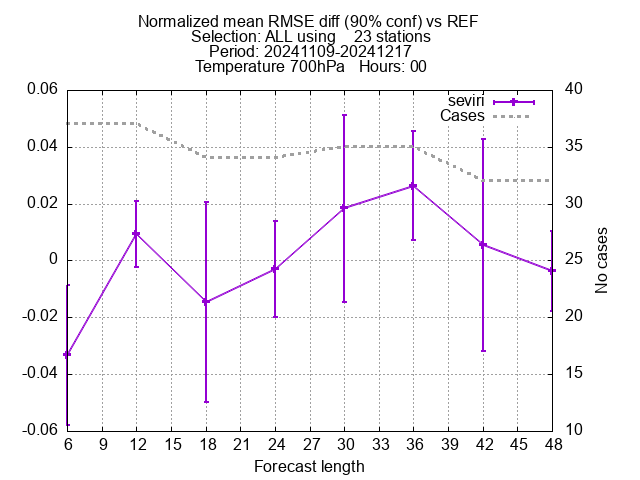 Normalized mean RMSE diff (90% conf) vs REF
Selection: ALL using    23 stations
Period: 20241109-20241217
Temperature 700hPa   Hours: 00
seviri
Cases
0.06
0.04
0.02
0
-0.02
-0.04
-0.06
40
35
30
25
20
15
10
No cases
6 9 12 15 18 21 24 27 30 33 36 39 42 45 48
Forecast length